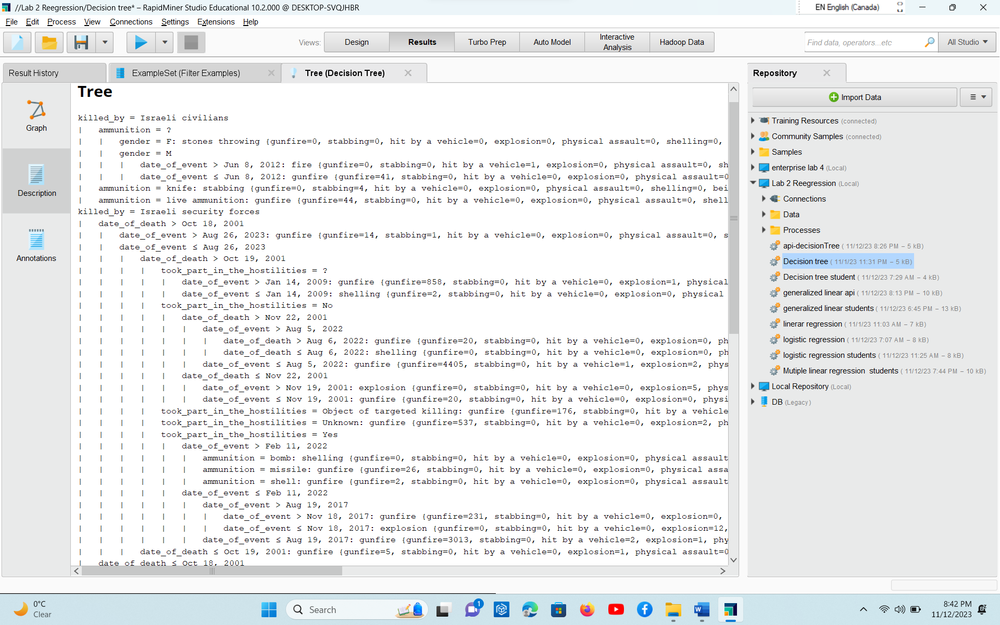 //Lab 2 Reegression/Decision tree* – RapidMiner Studio Educational 10.2.000 @ DESKTOP-SVQJHBR
EN English (Canada)
File Edit Process View Connections Settings Extensions Help
Views:
Design
Results
Turbo Prep
Auto Model
Interactive
Analysis
Hadoop Data
Find data, operators...etc
All Studio
Result History
ExampleSet (Filter Examples)
Tree (Decision Tree)
Graph
Description
Annotations
Tree
killed_by = Israeli civilians
|   ammunition = ?
|   |   gender = F: stones throwing {gunfire=0, stabbing=0, hit by a vehicle=0, explosion=0, physical assault=0, shelling=0,
|   |   gender = M
|   |   |   date_of_event > Jun 8, 2012: fire {gunfire=0, stabbing=0, hit by a vehicle=1, explosion=0, physical assault=0, sh
|   |   |   date_of_event ≤ Jun 8, 2012: gunfire {gunfire=41, stabbing=0, hit by a vehicle=0, explosion=0, physical assault=0
|   ammunition = knife: stabbing {gunfire=0, stabbing=4, hit by a vehicle=0, explosion=0, physical assault=0, shelling=0, bei
|   ammunition = live ammunition: gunfire {gunfire=44, stabbing=0, hit by a vehicle=0, explosion=0, physical assault=0, shell
killed_by = Israeli security forces
|   date_of_death > Oct 18, 2001
|   |   date_of_event > Aug 26, 2023: gunfire {gunfire=14, stabbing=1, hit by a vehicle=0, explosion=0, physical assault=0, s
|   |   date_of_event ≤ Aug 26, 2023
|   |   |   date_of_death > Oct 19, 2001
|   |   |   |   took_part_in_the_hostilities = ?
|   |   |   |   |   date_of_event > Jan 14, 2009: gunfire {gunfire=858, stabbing=0, hit by a vehicle=0, explosion=1, physical
|   |   |   |   |   date_of_event ≤ Jan 14, 2009: shelling {gunfire=2, stabbing=0, hit by a vehicle=0, explosion=0, physical
|   |   |   |   took_part_in_the_hostilities = No
|   |   |   |   |   date_of_death > Nov 22, 2001
|   |   |   |   |   |   date_of_event > Aug 5, 2022
|   |   |   |   |   |   |   date_of_death > Aug 6, 2022: gunfire {gunfire=20, stabbing=0, hit by a vehicle=0, explosion=0, ph
|   |   |   |   |   |   |   date_of_death ≤ Aug 6, 2022: shelling {gunfire=0, stabbing=0, hit by a vehicle=0, explosion=0, ph
|   |   |   |   |   |   date_of_event ≤ Aug 5, 2022: gunfire {gunfire=4405, stabbing=0, hit by a vehicle=1, explosion=2, phys
|   |   |   |   |   date_of_death ≤ Nov 22, 2001
|   |   |   |   |   |   date_of_event > Nov 19, 2001: explosion {gunfire=0, stabbing=0, hit by a vehicle=0, explosion=5, phys
|   |   |   |   |   |   date_of_event ≤ Nov 19, 2001: gunfire {gunfire=20, stabbing=0, hit by a vehicle=0, explosion=0, physi
|   |   |   |   took_part_in_the_hostilities = Object of targeted killing: gunfire {gunfire=176, stabbing=0, hit by a vehicle
|   |   |   |   took_part_in_the_hostilities = Unknown: gunfire {gunfire=537, stabbing=0, hit by a vehicle=0, explosion=2, ph
|   |   |   |   took_part_in_the_hostilities = Yes
|   |   |   |   |   date_of_event > Feb 11, 2022
|   |   |   |   |   |   ammunition = bomb: shelling {gunfire=0, stabbing=0, hit by a vehicle=0, explosion=0, physical assault
|   |   |   |   |   |   ammunition = missile: gunfire {gunfire=26, stabbing=0, hit by a vehicle=0, explosion=0, physical assa
|   |   |   |   |   |   ammunition = shell: gunfire {gunfire=2, stabbing=0, hit by a vehicle=0, explosion=0, physical assault
|   |   |   |   |   date_of_event ≤ Feb 11, 2022
|   |   |   |   |   |   date_of_event > Aug 19, 2017
|   |   |   |   |   |   |   date_of_event > Nov 18, 2017: gunfire {gunfire=231, stabbing=0, hit by a vehicle=0, explosion=0,
|   |   |   |   |   |   |   date_of_event ≤ Nov 18, 2017: explosion {gunfire=0, stabbing=0, hit by a vehicle=0, explosion=12,
|   |   |   |   |   |   date_of_event ≤ Aug 19, 2017: gunfire {gunfire=3013, stabbing=0, hit by a vehicle=2, explosion=1, phy
|   |   |   date_of_death ≤ Oct 19, 2001: gunfire {gunfire=5, stabbing=0, hit by a vehicle=0, explosion=1, physical assault=0
|   date_of_death ≤ Oct 18, 2001
Repository
Import Data
Training Resources (connected)
Community Samples (connected)
Samples
enterprise lab 4 (Local)
Lab 2 Reegression (Local)
Connections
Data
Processes
api-decisionTree ( 11/12/23 8:26 PM – 5 kB)
Decision tree ( 11/1/23 11:31 PM – 5 kB)
Decision tree student ( 11/12/23 7:29 AM – 4 kB)
generalized linear api ( 11/12/23 8:13 PM – 10 kB)
generalized linear students ( 11/12/23 6:45 PM – 13 kB)
linerar regression ( 11/1/23 11:03 AM – 7 kB)
logistic regression ( 11/12/23 7:07 AM – 8 kB)
logistic regression students ( 11/12/23 11:25 AM – 8 kB)
Mutiple linear regression  students ( 11/12/23 7:44 PM – 10 kB)
Local Repository (Local)
DB (Legacy)
0°C
Clear
Search
1
8:42 PM
11/12/2023